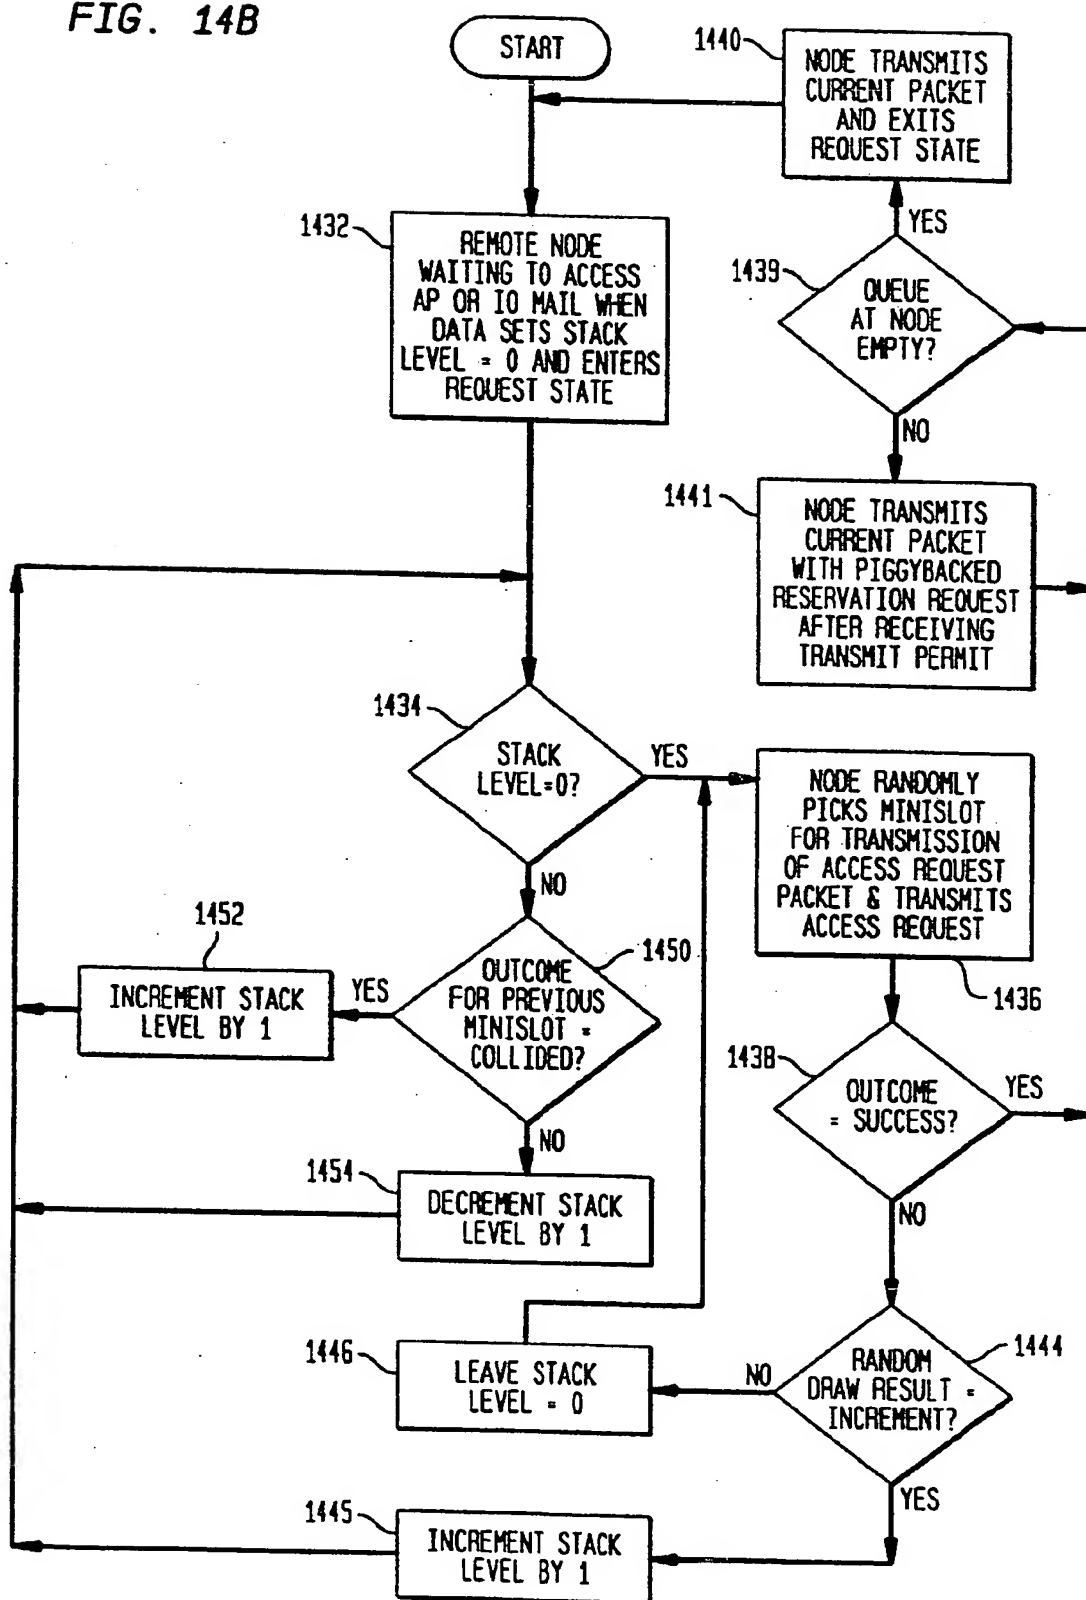 FIG. 14B
START
1440
NODE TRANSMITS
CURRENT PACKET
AND EXITS
REQUEST STATE
YES
1432
REMOTE NODE
WAITING TO ACCESS
AP OR IO MAIL WHEN
DATA SETS STACK
LEVEL = 0 AND ENTERS
REQUEST STATE
1439
QUEUE
AT NODE
EMPTY?
NO
1441
NODE TRANSMITS
CURRENT PACKET
WITH PIGGYBACKED
RESERVATION REQUEST
AFTER RECEIVING
TRANSMIT PERMIT
1434
STACK
LEVEL=0?
YES
NO
NODE RANDOMLY
PICKS MINISLOT
FOR TRANSMISSION
OF ACCESS REQUEST
PACKET & TRANSMITS
ACCESS REQUEST
1436
1452
INCREMENT STACK
LEVEL BY 1
YES
1450
OUTCOME
FOR PREVIOUS
MINISLOT =
COLLIDED?
NO
1438
OUTCOME
= SUCCESS?
YES
NO
1454
DECREMENT STACK
LEVEL BY 1
1446
LEAVE STACK
LEVEL = 0
NO
1444
RANDOM
DRAW RESULT =
INCREMENT?
YES
1445
INCREMENT STACK
LEVEL BY 1